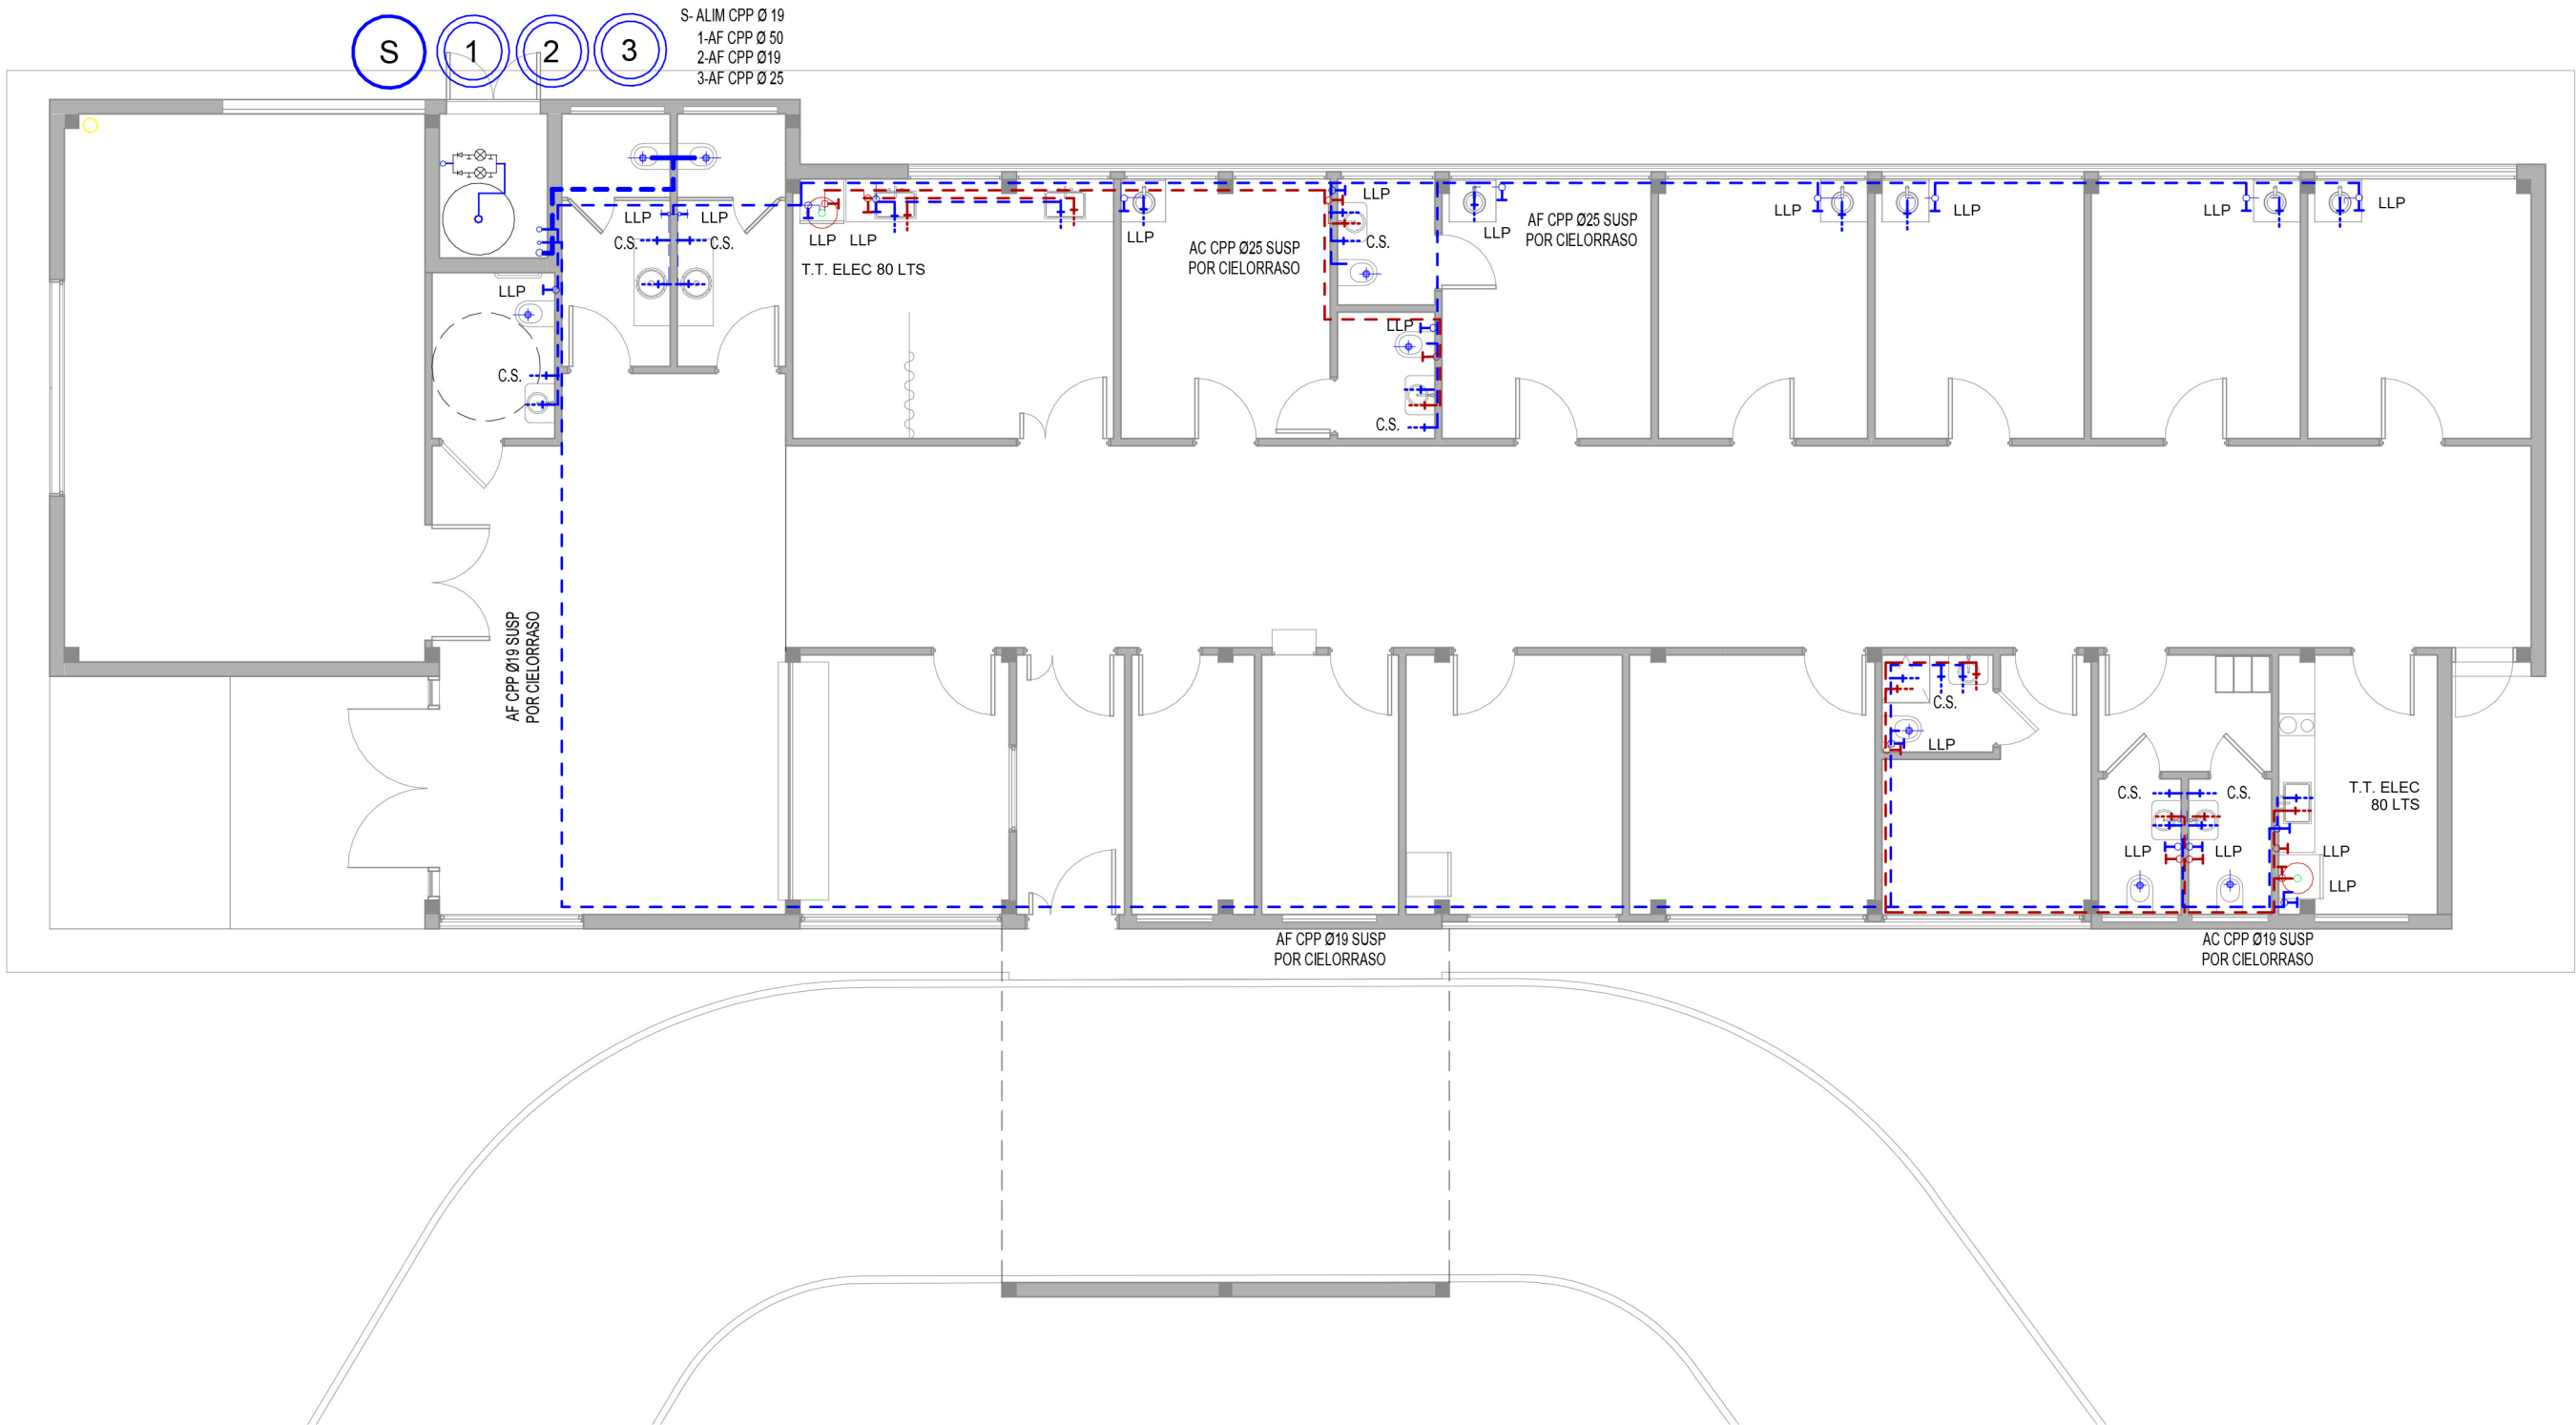 S
1
2
3
S- ALIM CPP Ø 19
1-AF CPP Ø 50
2-AF CPP Ø19
3-AF CPP Ø 25
LLP
LLP
C.S.
C.S.
LLP
C.S.
LLP
LLP
T.T. ELEC 80 LTS
LLP
AC CPP Ø25 SUSP
POR CIELORRASO
LLP
C.S.
LLP
C.S.
LLP
AF CPP Ø25 SUSP
POR CIELORRASO
LLP
LLP
LLP
LLP
AF CPP Ø19 SUSP
POR CIELORRASO
C.S.
LLP
C.S.
C.S.
LLP
LLP
T.T. ELEC
80 LTS
LLP
LLP
AF CPP Ø19 SUSP
POR CIELORRASO
AC CPP Ø19 SUSP
POR CIELORRASO